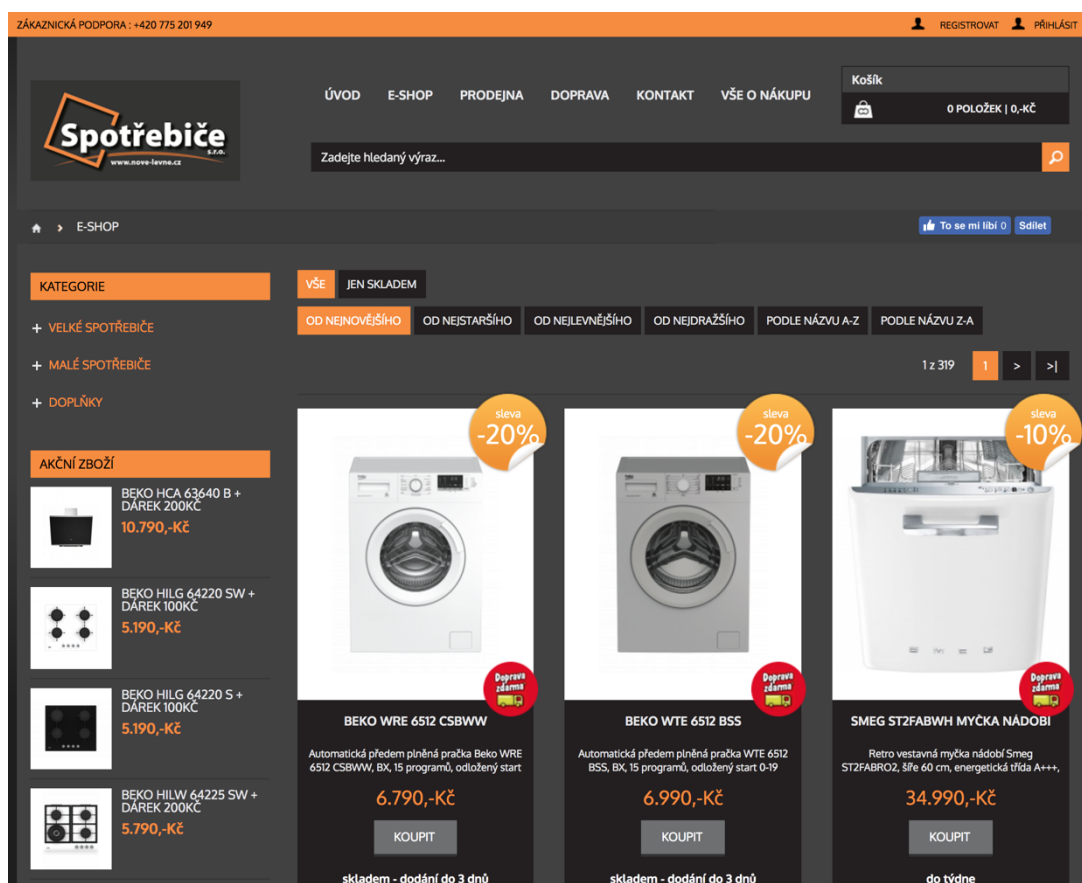 ZÁKAZNICKÁ PODPORA : +420 775 201 949
REGISTROVAT
PŘIHLÁSIT
Spotřebiče
s.r.o.
www.nove-levne.cz
ÚVOD
E-SHOP
PRODEJNA
DOPRAVA
KONTAKT
VŠE O NÁKUPU
Košík
0 POLOŽEK | 0,-KČ
Zadejte hledaný výraz...
E-SHOP
To se mi líbí 0
Sdílet
KATEGORIE
+ VELKÉ SPOTŘEBIČE
+ MALÉ SPOTŘEBIČE
+ DOPLŇKY
AKČNÍ ZBOŽÍ
BEKO HCA 63640 B +
DÁREK 200KČ
10.790,-Kč
BEKO HILG 64220 SW +
DÁREK 100KČ
5.190,-Kč
BEKO HILG 64220 S +
DÁREK 100KČ
5.190,-Kč
BEKO HILW 64225 SW +
DÁREK 200KČ
5.790,-Kč
VŠE
JEN SKLADEM
OD NEJNOVĚJŠÍHO
OD NEJSTARŠÍHO
OD NEJLEVNĚJŠÍHO
OD NEJDRAŽŠÍHO
PODLE NÁZVU A-Z
PODLE NÁZVU Z-A
1 z 319
1
>
>|
sleva
-20%
Doprava
zdarma
BEKO WRE 6512 CSBWW
Automatická předem plněná pračka Beko WRE
6512 CSBWW, BX, 15 programů, odložený start
6.790,-Kč
KOUPIT
skladem - dodání do 3 dnů
sleva
-20%
Doprava
zdarma
BEKO WTE 6512 BSS
Automatická předem plněná pračka WTE 6512
BSS, BX, 15 programů, odložený start 0-19
6.990,-Kč
KOUPIT
skladem - dodání do 3 dnů
sleva
-10%
Doprava
zdarma
SMEG ST2FABWH MYČKA NÁDOBÍ
Retro vestavná myčka nádobí Smeg
ST2FABRO2, šíře 60 cm, energetická třída A+++,
34.990,-Kč
KOUPIT
do týdne